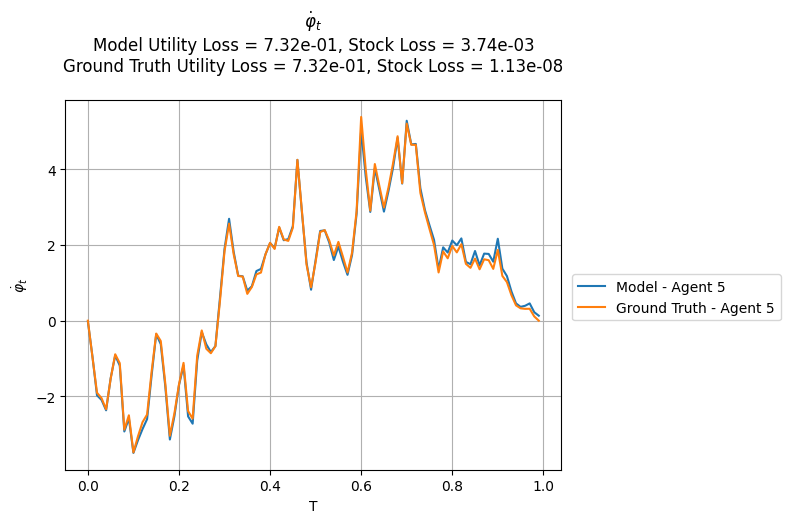 φ̇ₜ
Model Utility Loss = 7.32e-01, Stock Loss = 3.74e-03
Ground Truth Utility Loss = 7.32e-01, Stock Loss = 1.13e-08
φ̇ₜ
4
2
0
−2
0.0 0.2 0.4 0.6 0.8 1.0
T
Model - Agent 5
Ground Truth - Agent 5